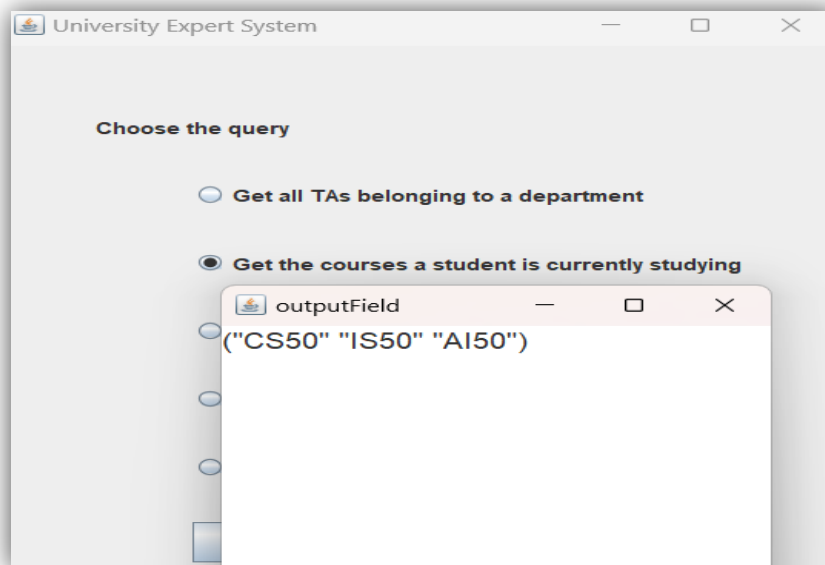 University Expert System
Choose the query
Get all TAs belonging to a department
Get the courses a student is currently studying
outputField
("CS50" "IS50" "AI50")